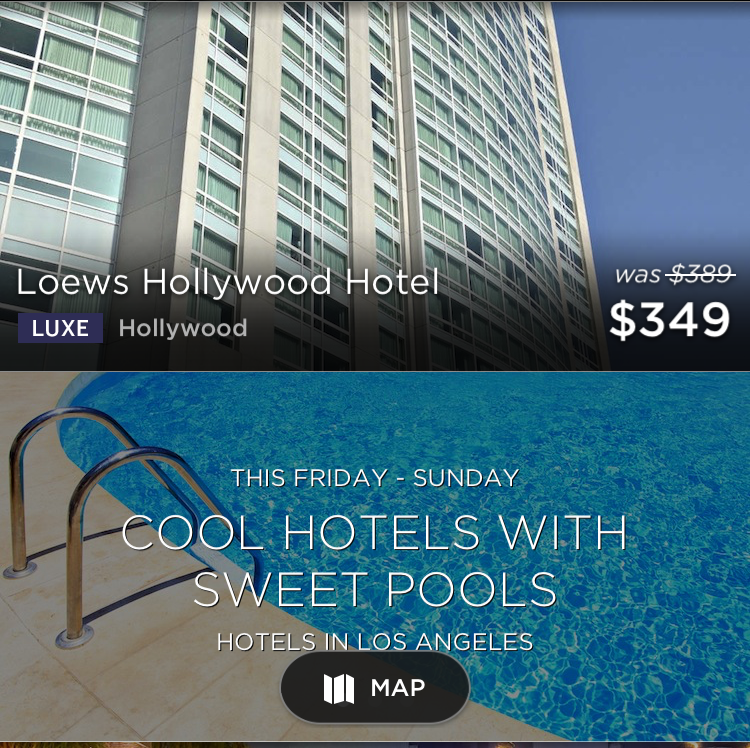 Loews Hollywood Hotel
was $389
LUXE Hollywood
$349
THIS FRIDAY - SUNDAY
COOL HOTELS WITH
SWEET POOLS
HOTELS IN LOS ANGELES
MAP